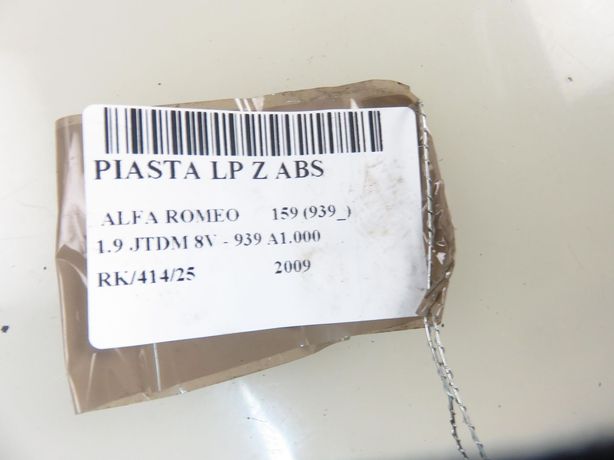 PIASTA LP Z ABS
ALFA ROMEO 159 (939_)
1.9 JTDM 8V - 939 A1.000
RK/414/25 2009